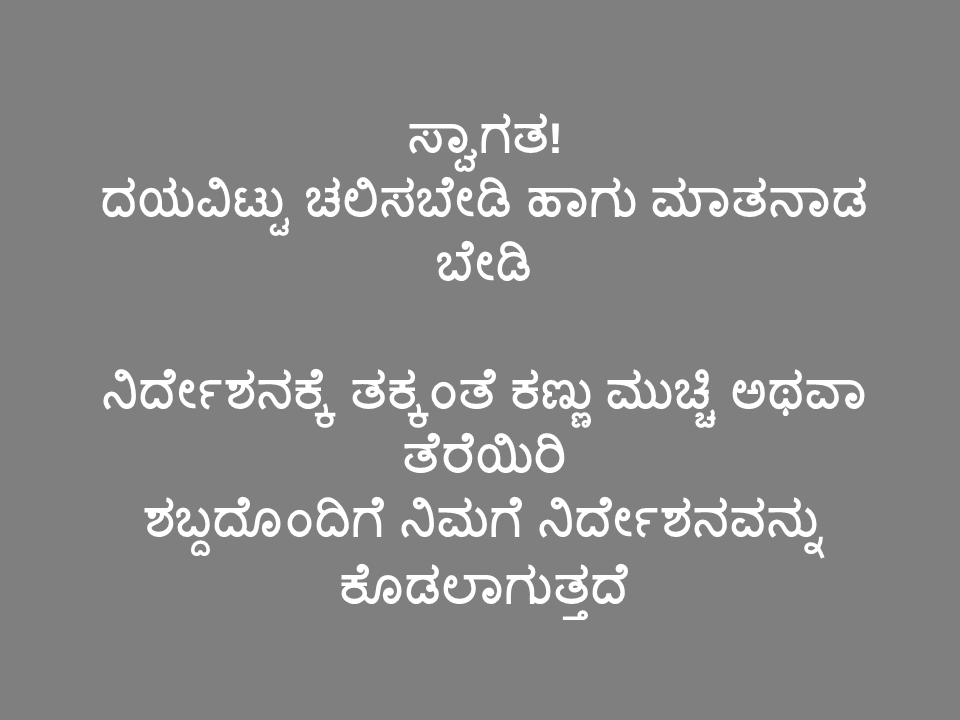 ಸ್ವಾಗತ!
ದಯವಿಟ್ಟು ಚಲಿಸಬೇಡಿ ಹಾಗು ಮಾತನಾಡ
ಬೇಡಿ
ನಿರ್ದೇಶನಕ್ಕೆ ತಕ್ಕಂತೆ ಕಣ್ಣು ಮುಚ್ಚಿ ಅಥವಾ
ತೆರೆಯಿರಿ
ಶಬ್ದದೊಂದಿಗೆ ನಿಮಗೆ ನಿರ್ದೇಶನವನ್ನು
ಕೊಡಲಾಗುತ್ತದೆ